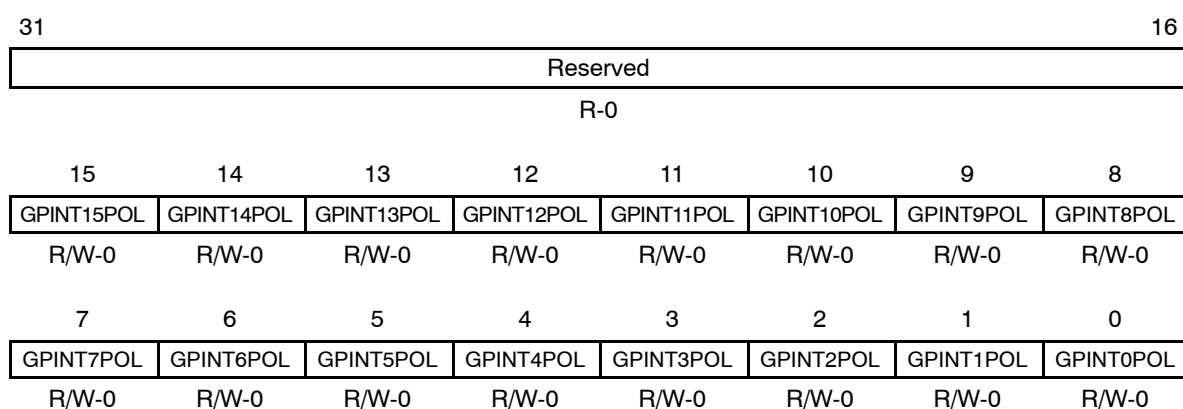 31 16
Reserved
R-0
15 14 13 12 11 10 9 8
GPINT15POL GPINT14POL GPINT13POL GPINT12POL GPINT11POL GPINT10POL GPINT9POL GPINT8POL
R/W-0 R/W-0 R/W-0 R/W-0 R/W-0 R/W-0 R/W-0 R/W-0
7 6 5 4 3 2 1 0
GPINT7POL GPINT6POL GPINT5POL GPINT4POL GPINT3POL GPINT2POL GPINT1POL GPINT0POL
R/W-0 R/W-0 R/W-0 R/W-0 R/W-0 R/W-0 R/W-0 R/W-0